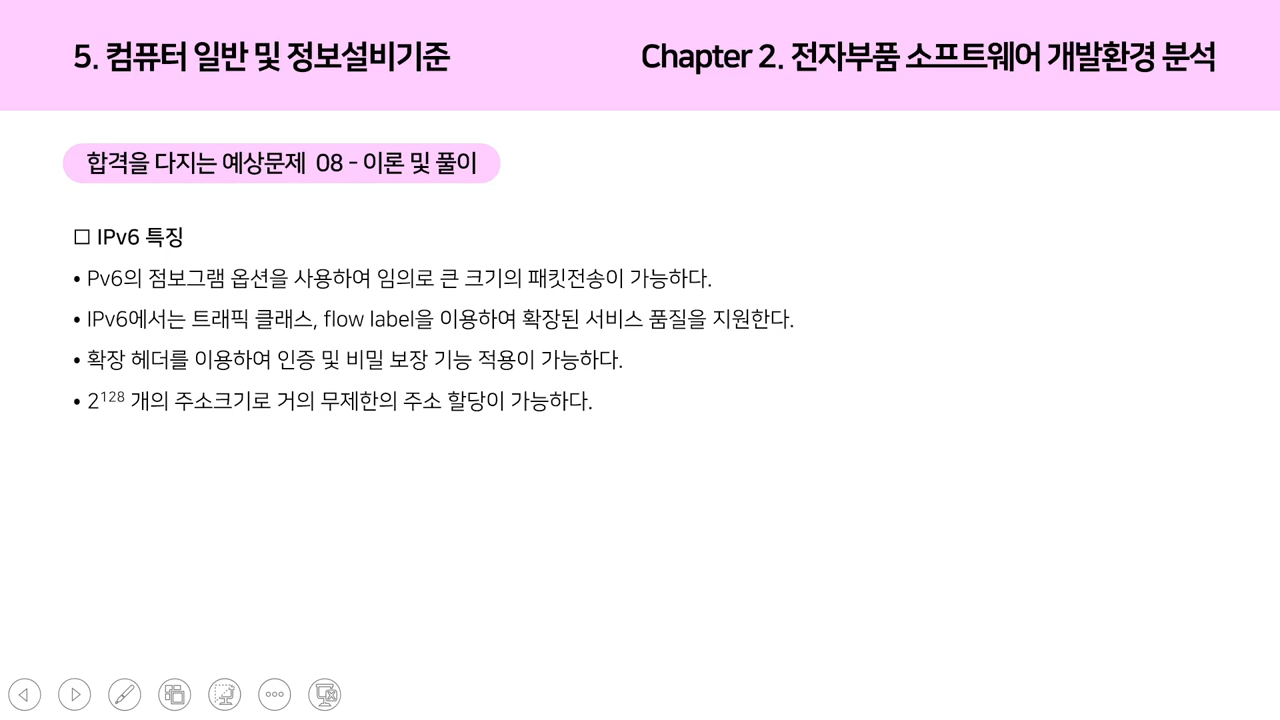 5. 컴퓨터 일반 및 정보설비기준
Chapter 2. 전자부품 소프트웨어 개발환경 분석
합격을 다지는 예상문제 08 - 이론 및 풀이
□ IPv6 특징
• Pv6의 점보그램 옵션을 사용하여 임의로 큰 크기의 패킷전송이 가능하다.
• IPv6에서는 트래픽 클래스, flow label을 이용하여 확장된 서비스 품질을 지원한다.
• 확장 헤더를 이용하여 인증 및 비밀 보장 기능 적용이 가능하다.
• 2¹²⁸ 개의 주소크기로 거의 무제한의 주소 할당이 가능하다.